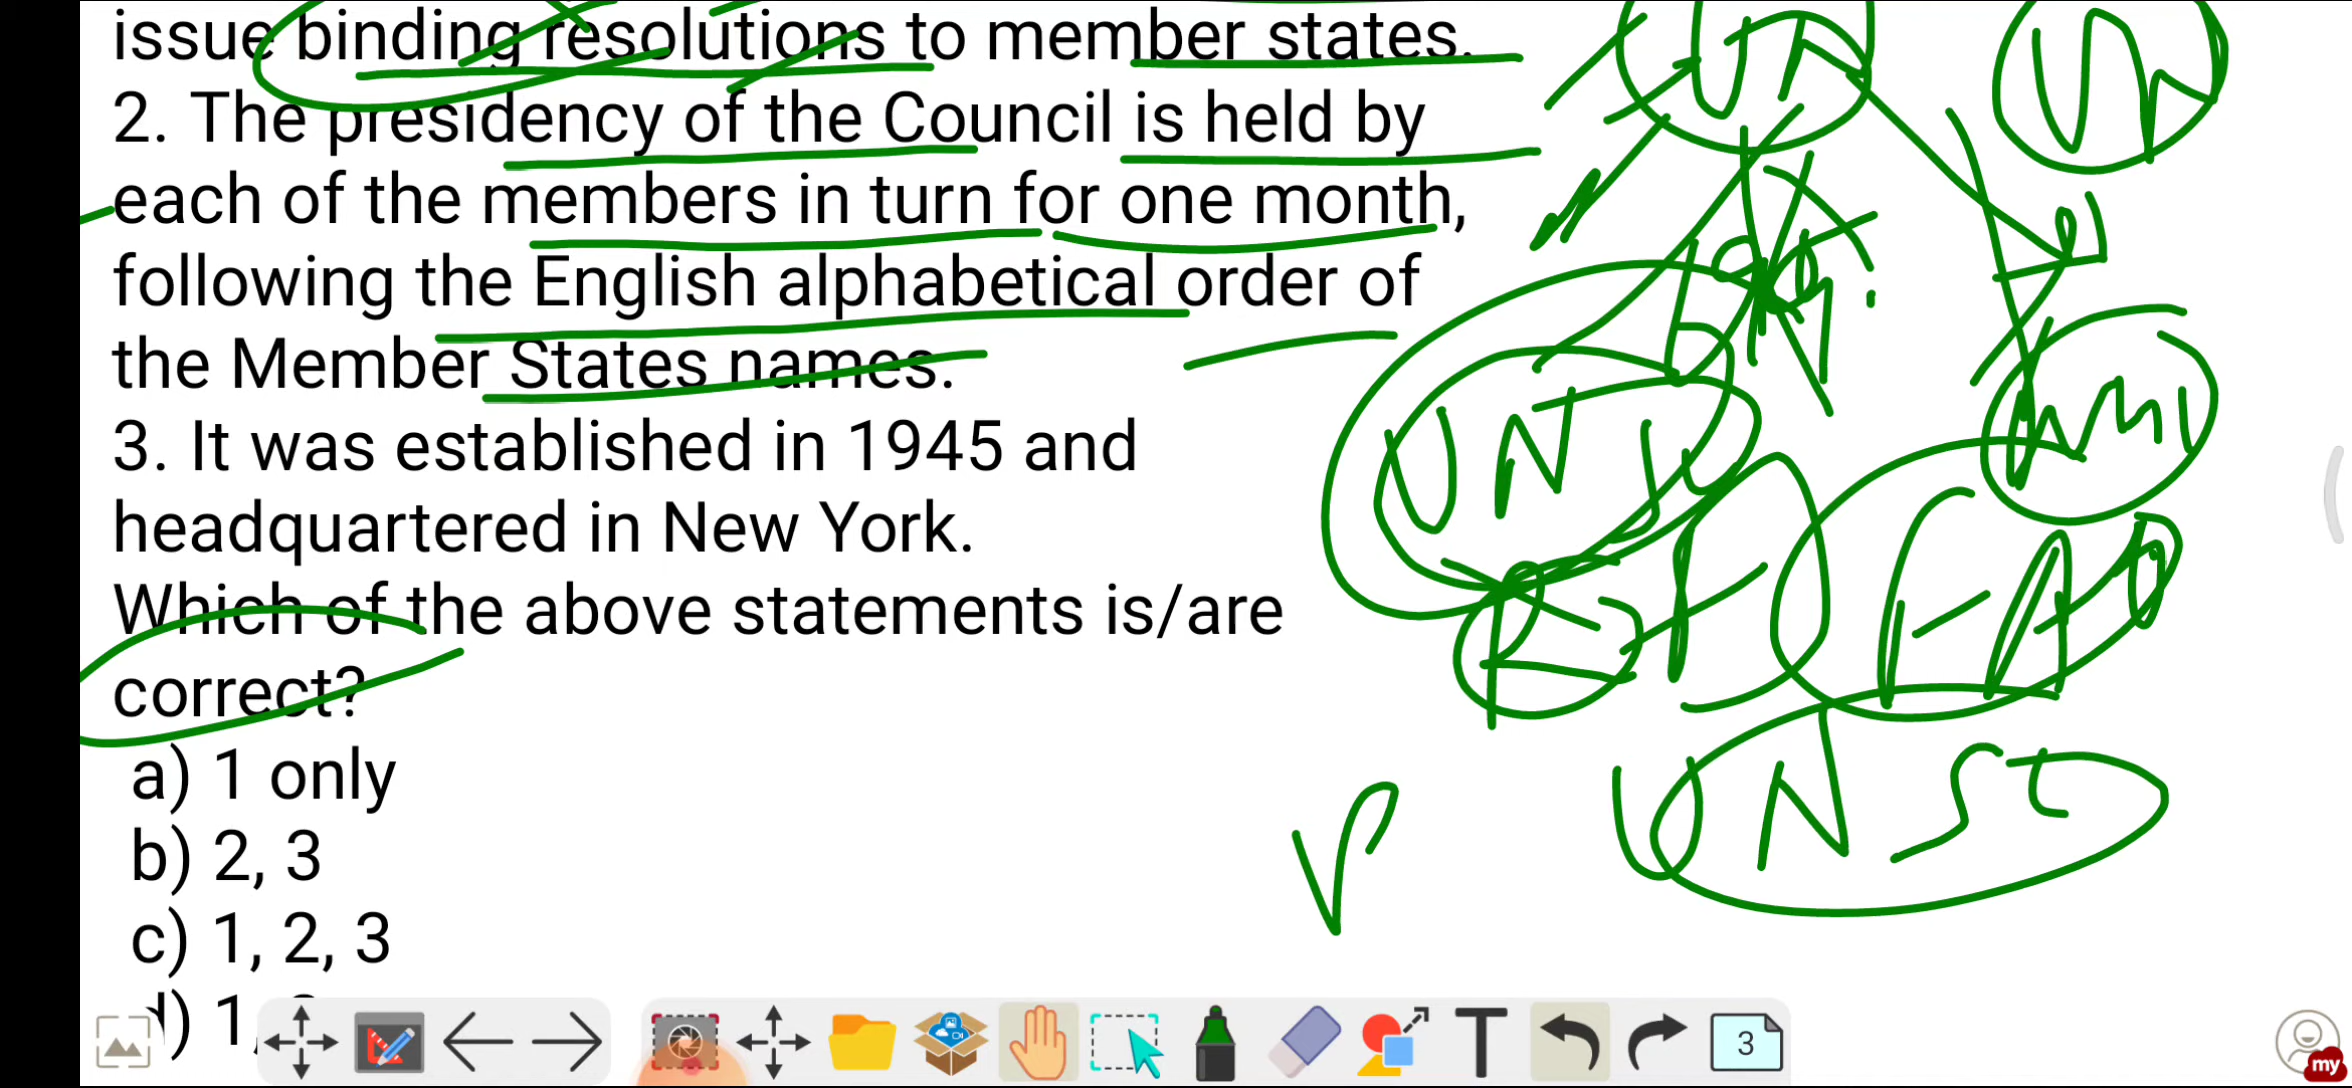 issue binding resolutions to member states.
2. The presidency of the Council is held by
each of the members in turn for one month,
following the English alphabetical order of
the Member States names.
3. It was established in 1945 and
headquartered in New York.
Which of the above statements is/are
correct?
a) 1 only
b) 2, 3
c) 1, 2, 3
d) 1,
UN
UNSC
T
3
my